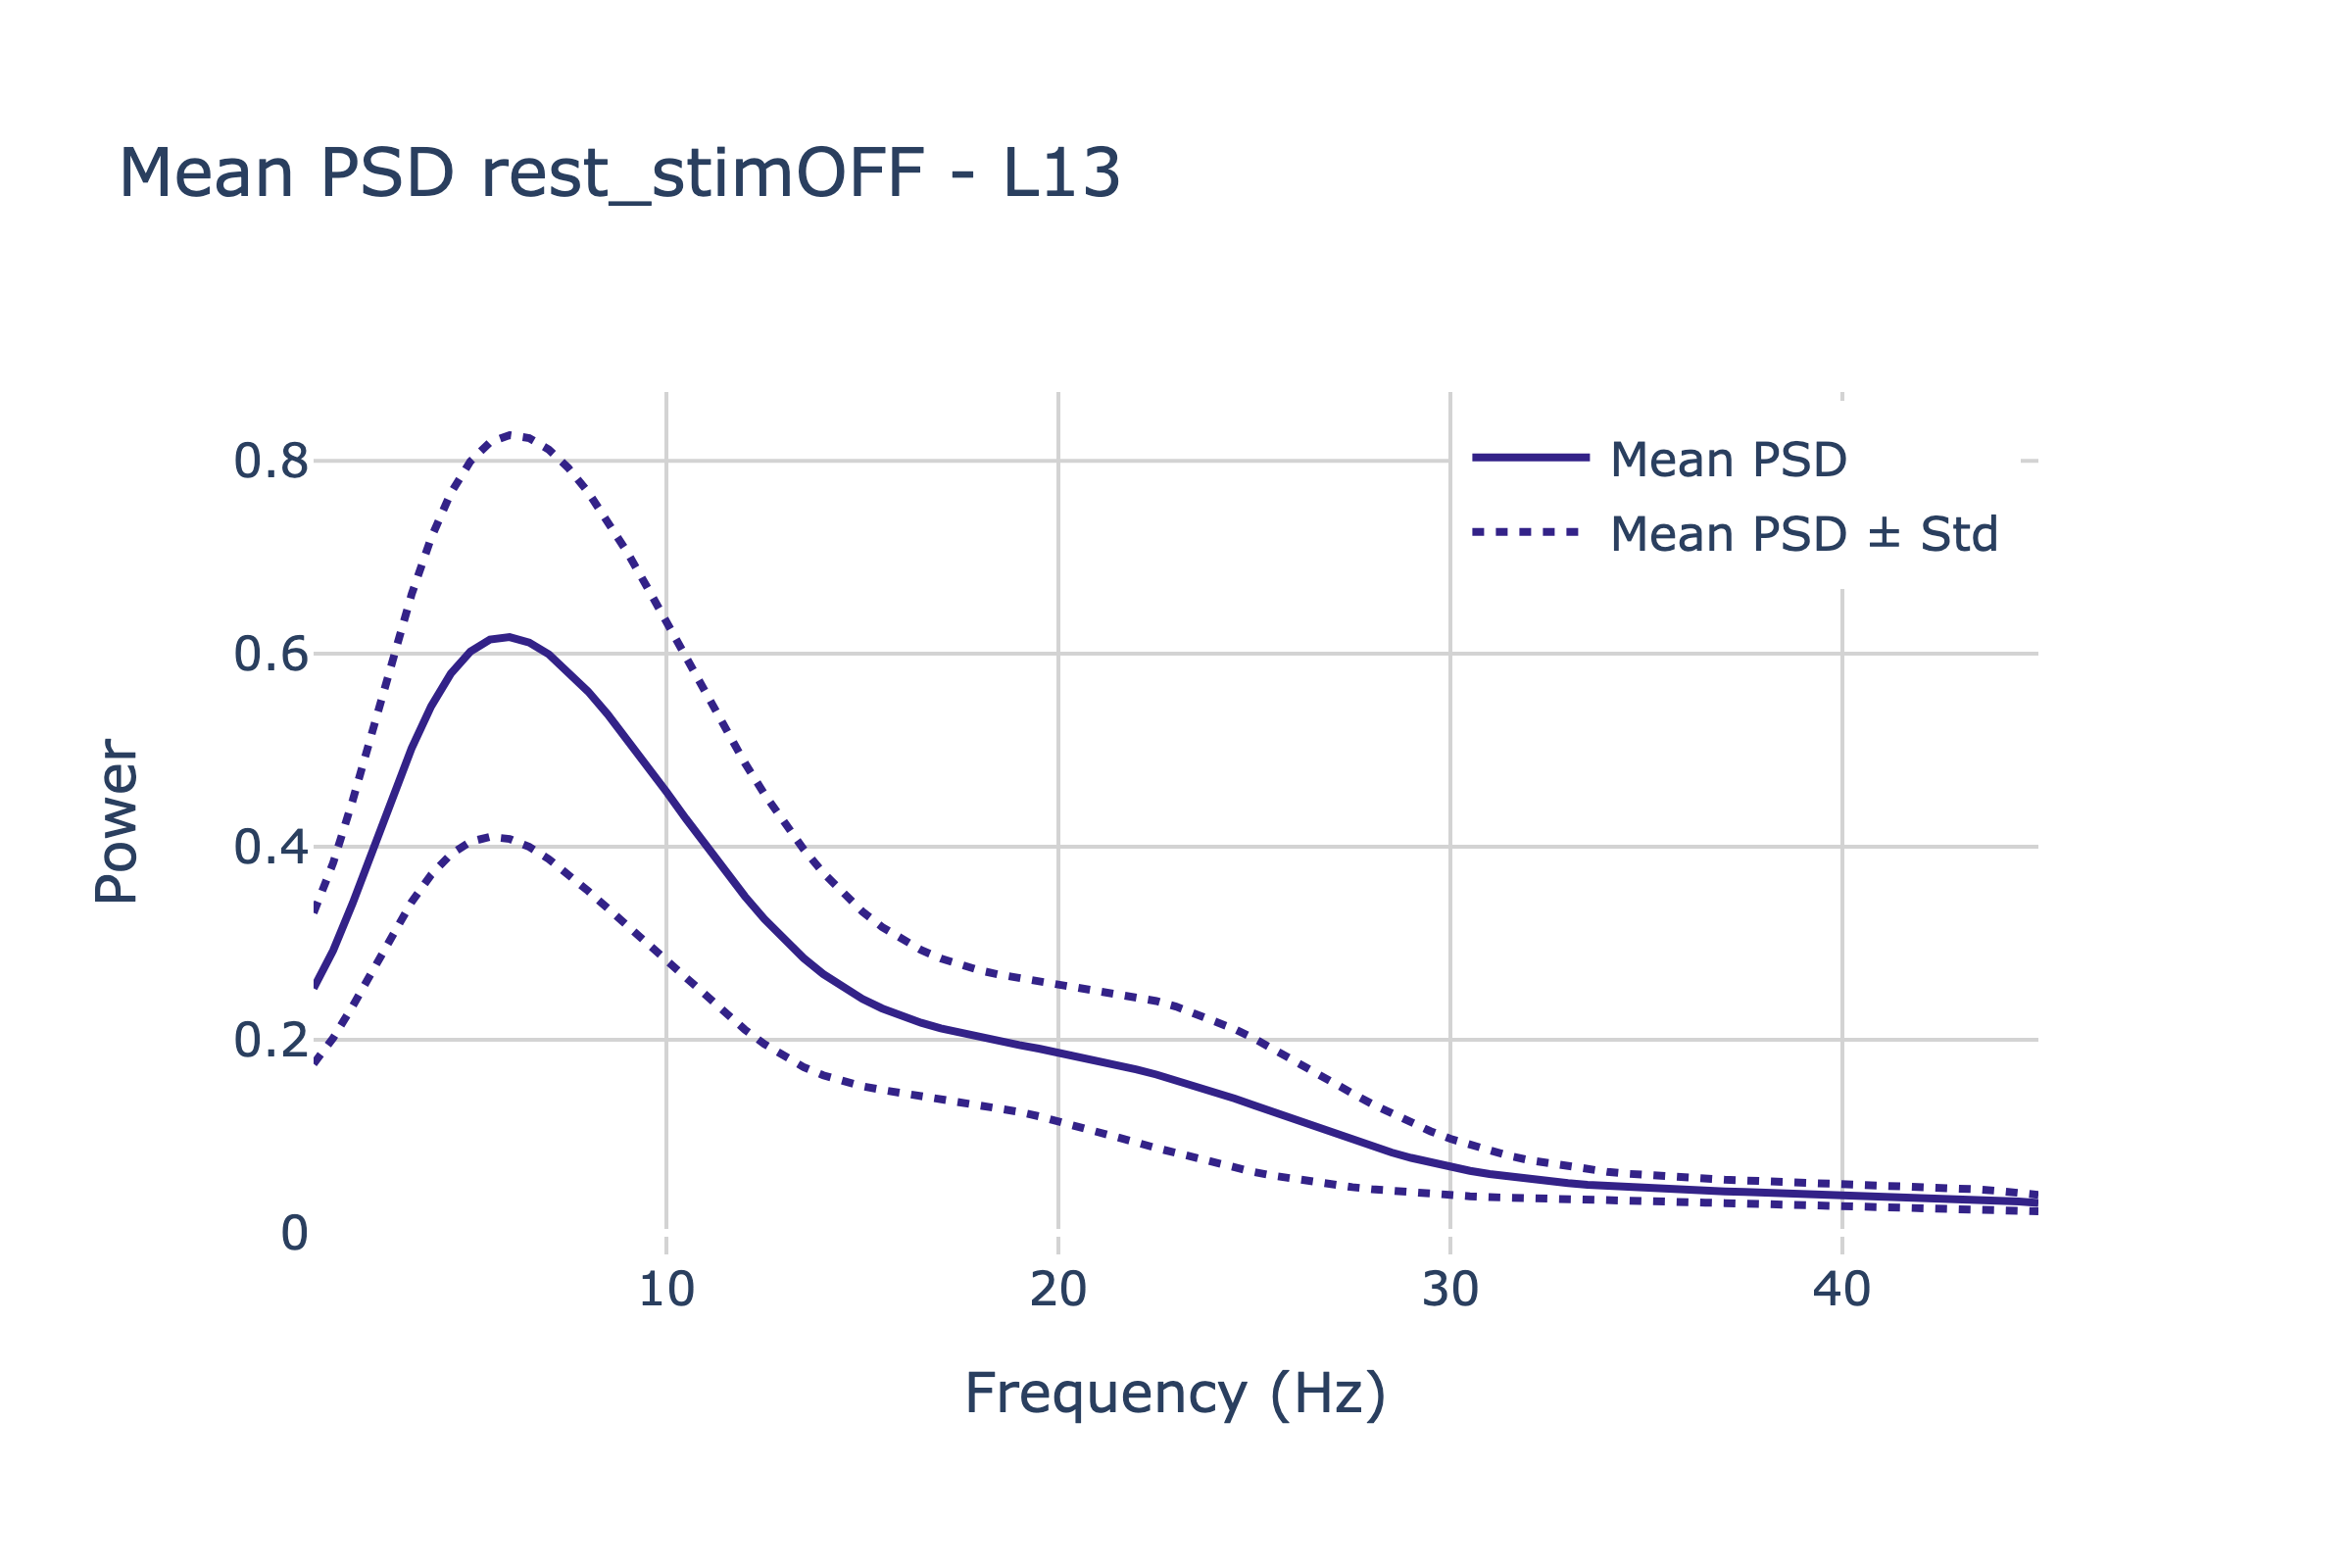 Mean PSD rest_stimOFF - L13
Mean PSD
Mean PSD ± Std
Power
0.8
0.6
0.4
0.2
0
10 20 30 40
Frequency (Hz)